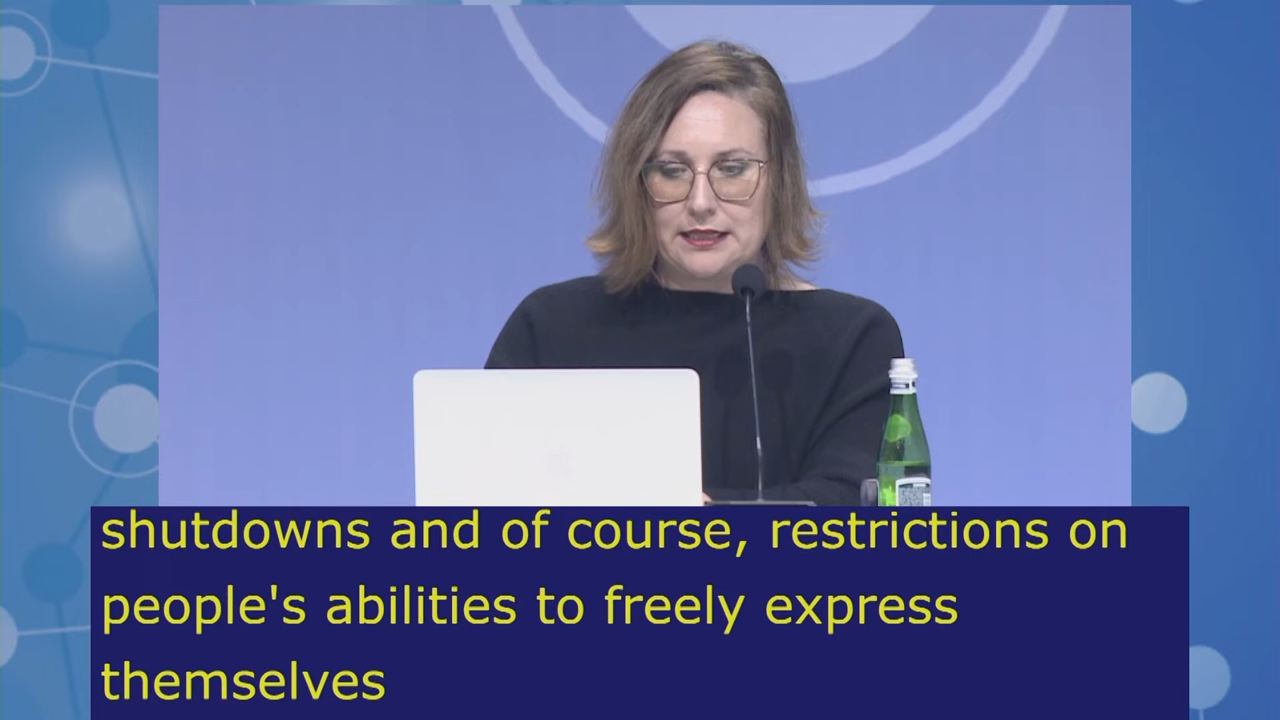 shutdowns and of course, restrictions on
people's abilities to freely express
themselves